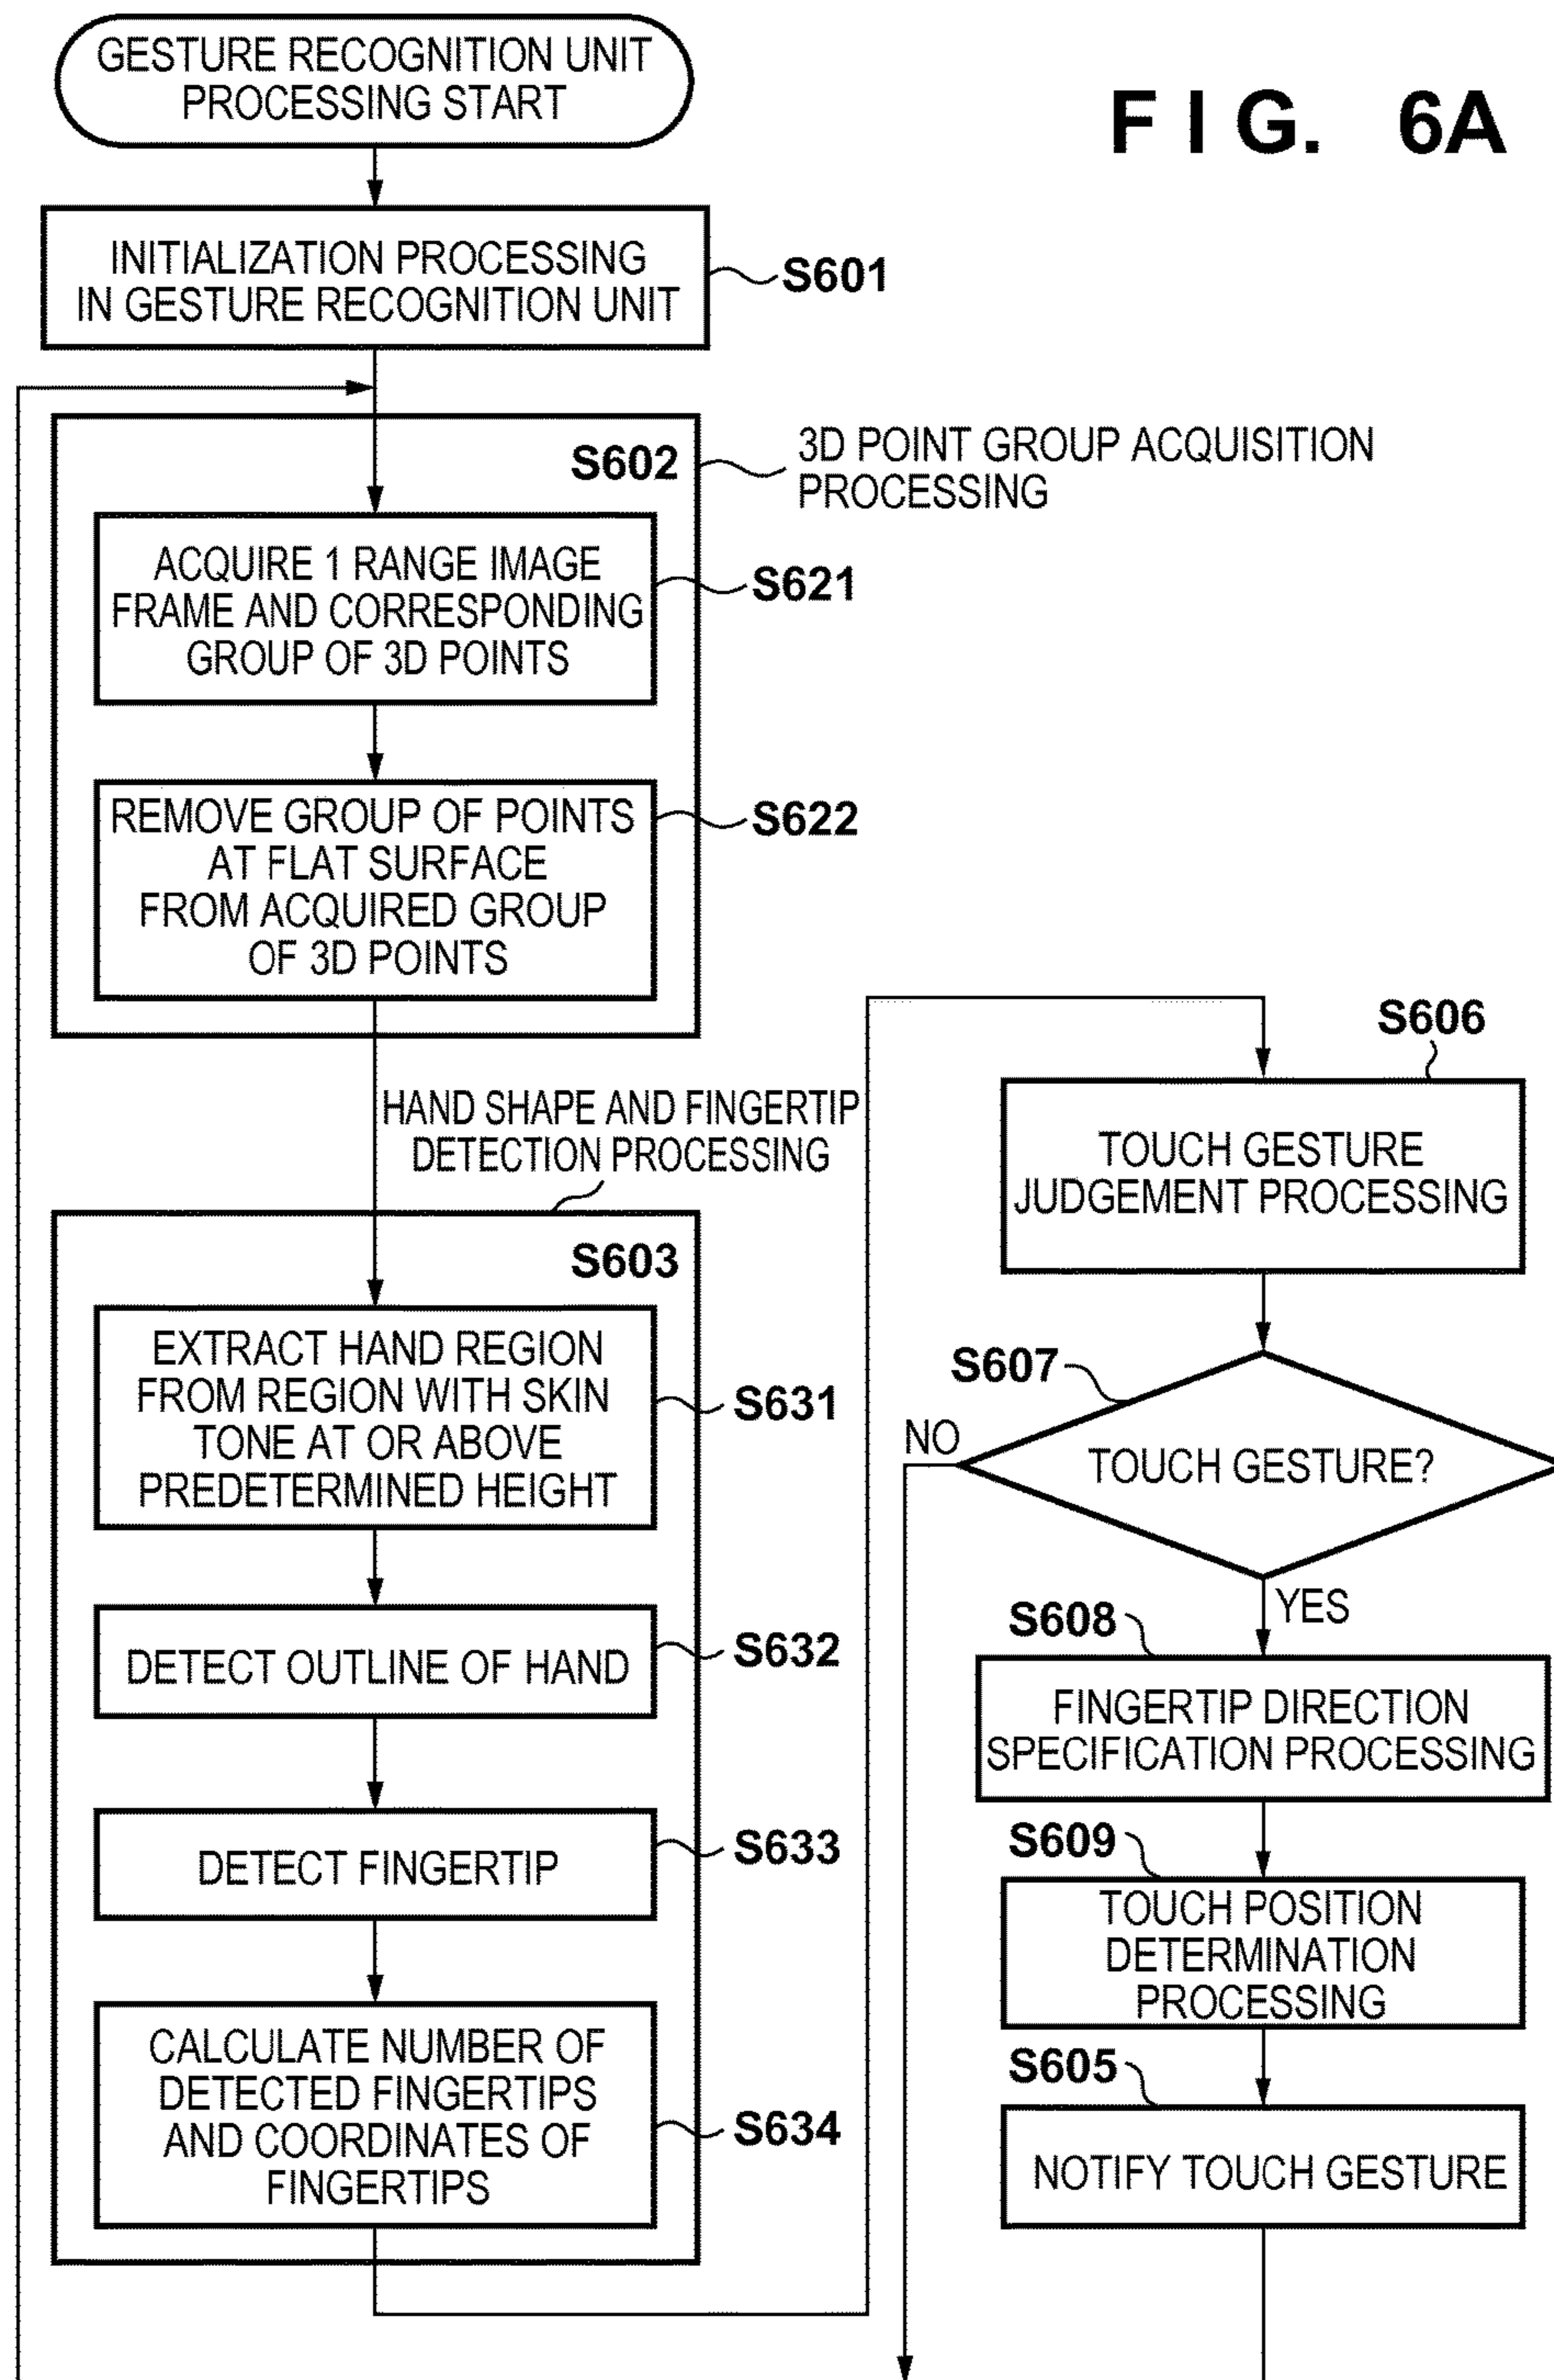 FIG. 6A
GESTURE RECOGNITION UNIT
PROCESSING START
INITIALIZATION PROCESSING
IN GESTURE RECOGNITION UNIT
S601
S602
3D POINT GROUP ACQUISITION
PROCESSING
ACQUIRE 1 RANGE IMAGE
FRAME AND CORRESPONDING
GROUP OF 3D POINTS
S621
REMOVE GROUP OF POINTS
AT FLAT SURFACE
FROM ACQUIRED GROUP
OF 3D POINTS
S622
HAND SHAPE AND FINGERTIP
DETECTION PROCESSING
S603
EXTRACT HAND REGION
FROM REGION WITH SKIN
TONE AT OR ABOVE
PREDETERMINED HEIGHT
S631
DETECT OUTLINE OF HAND
S632
DETECT FINGERTIP
S633
CALCULATE NUMBER OF
DETECTED FINGERTIPS
AND COORDINATES OF
FINGERTIPS
S634
S606
TOUCH GESTURE
JUDGEMENT PROCESSING
S607
NO
TOUCH GESTURE?
YES
S608
FINGERTIP DIRECTION
SPECIFICATION PROCESSING
S609
TOUCH POSITION
DETERMINATION
PROCESSING
S605
NOTIFY TOUCH GESTURE